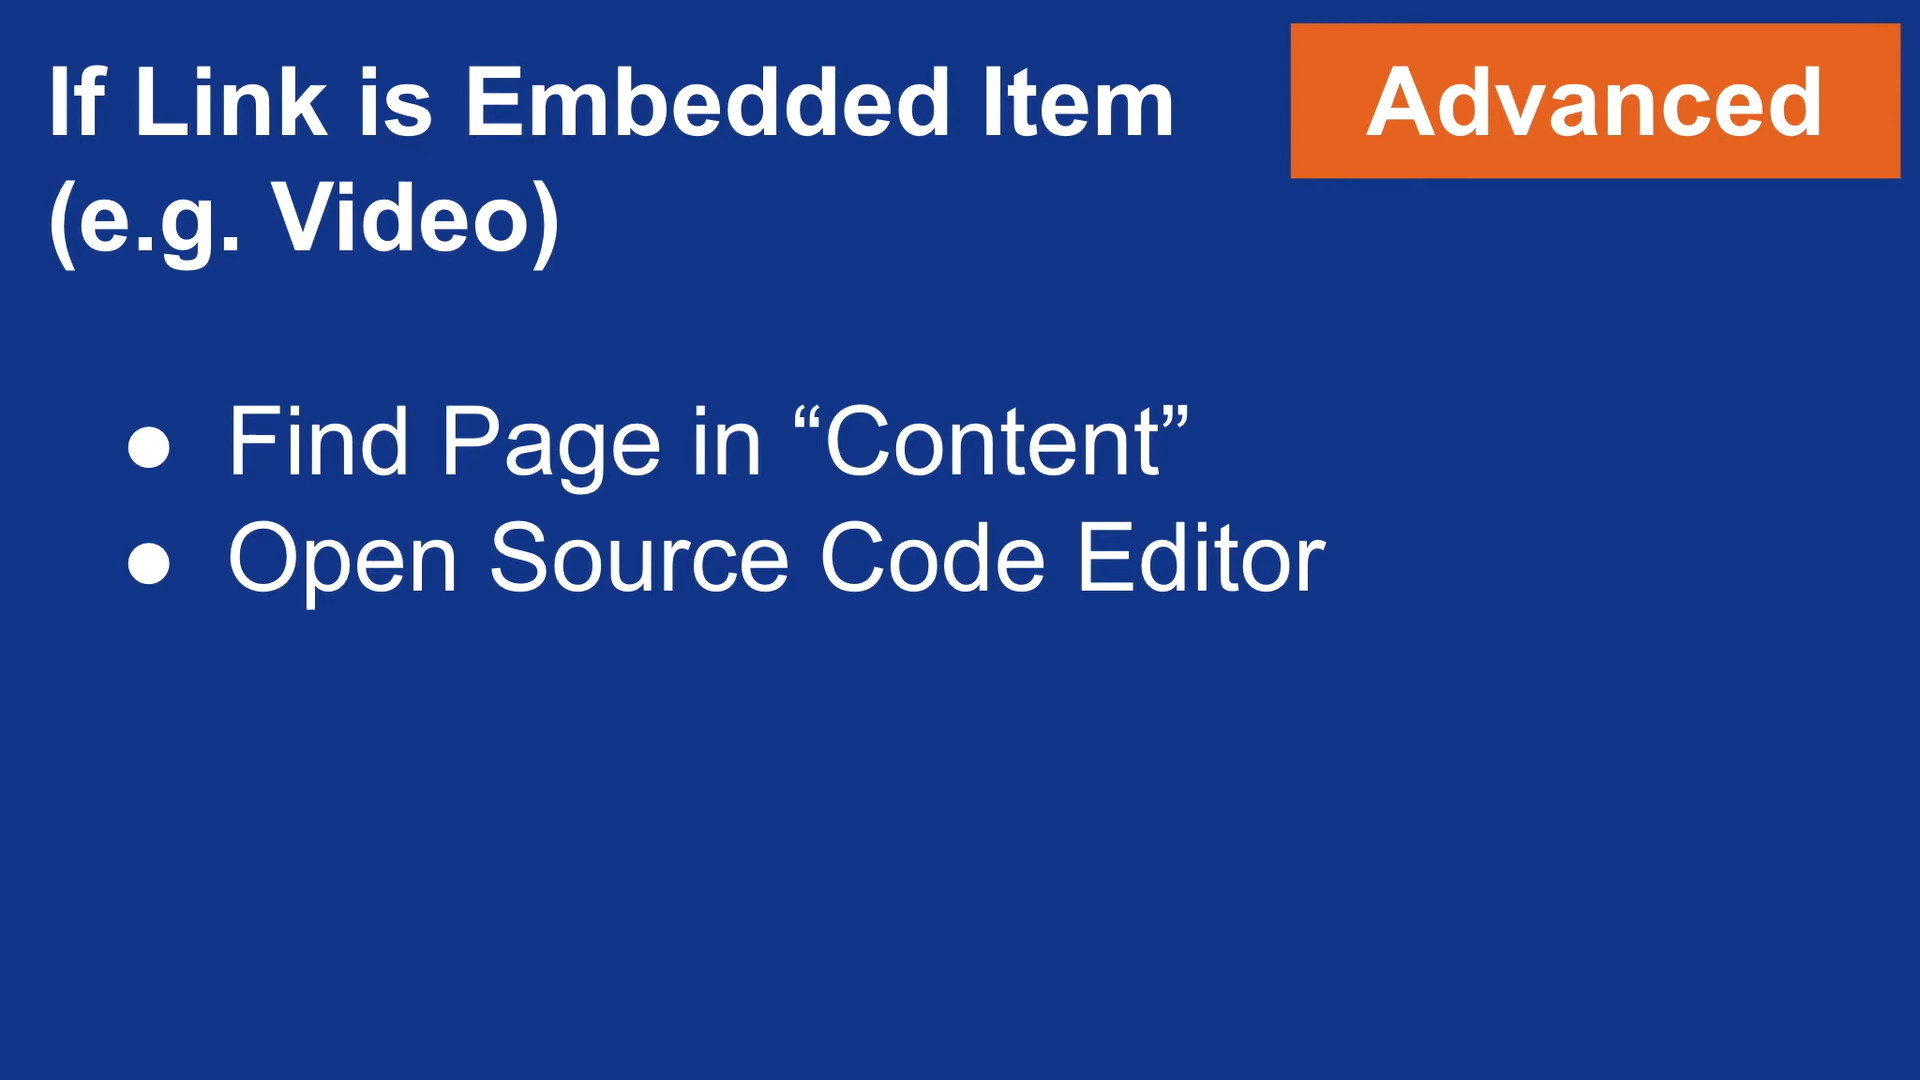 If Link is Embedded Item
(e.g. Video)
Advanced
● Find Page in “Content”
● Open Source Code Editor